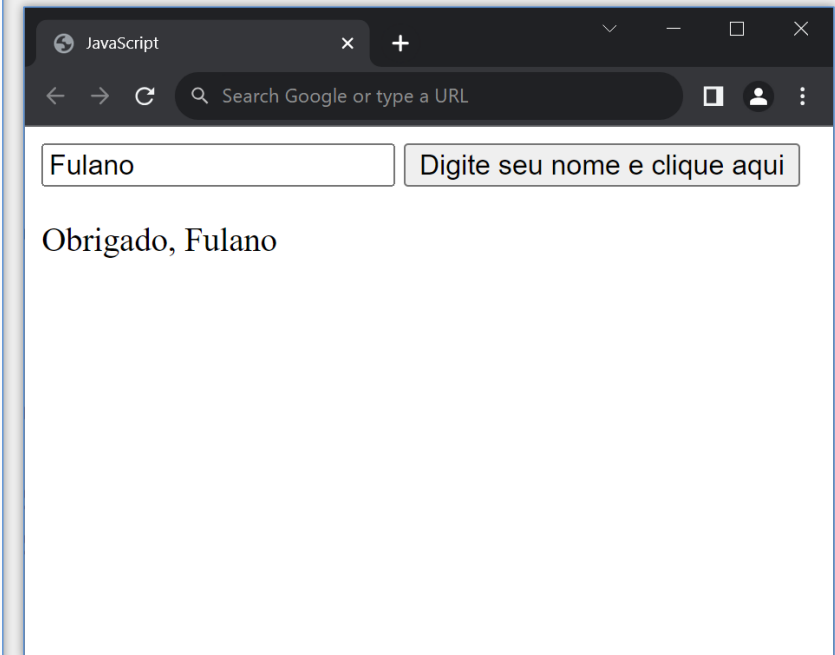 JavaScript
Search Google or type a URL
Fulano
Digite seu nome e clique aqui
Obrigado, Fulano